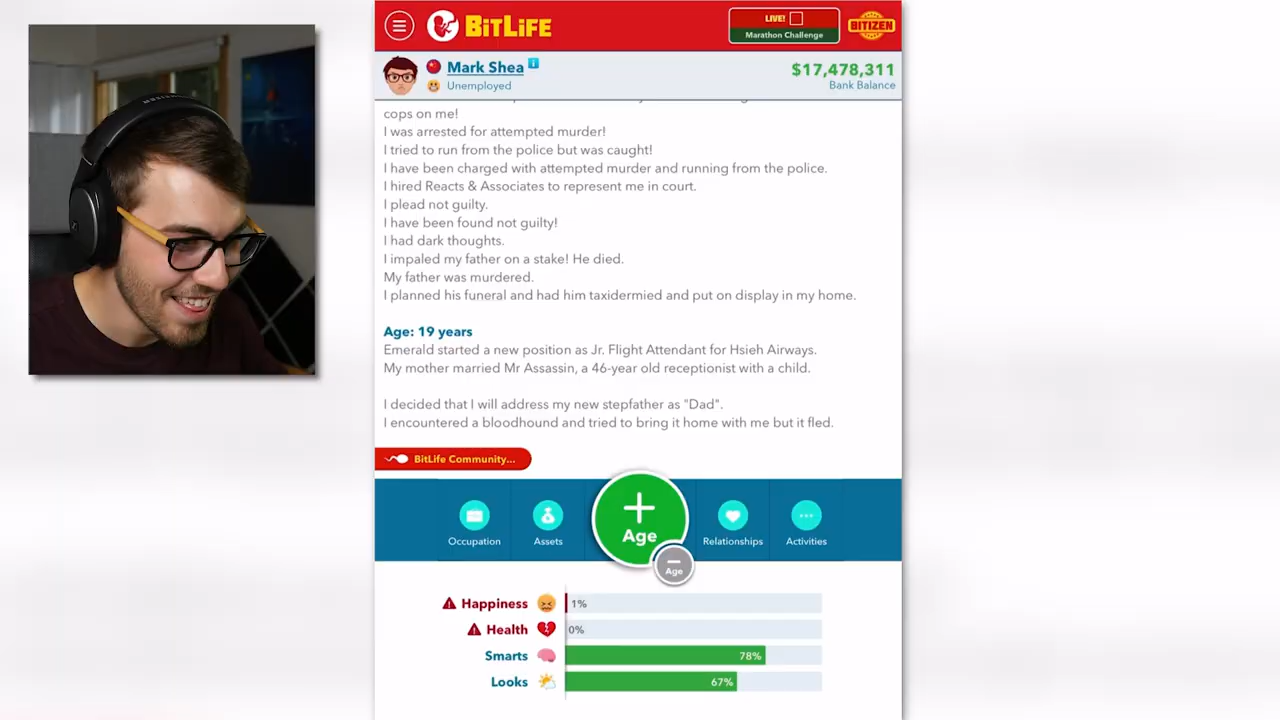 BitLife
LIVE!
Marathon Challenge
BITIZEN
Mark Shea
Unemployed
$17,478,311
Bank Balance
cops on me!
I was arrested for attempted murder!
I tried to run from the police but was caught!
I have been charged with attempted murder and running from the police.
I hired Reacts & Associates to represent me in court.
I plead not guilty.
I have been found not guilty!
I had dark thoughts.
I impaled my father on a stake! He died.
My father was murdered.
I planned his funeral and had him taxidermied and put on display in my home.
Age: 19 years
Emerald started a new position as Jr. Flight Attendant for Hsieh Airways.
My mother married Mr Assassin, a 46-year old receptionist with a child.
I decided that I will address my new stepfather as "Dad".
I encountered a bloodhound and tried to bring it home with me but it fled.
BitLife Community...
Occupation
Assets
+
Age
Relationships
Activities
−
Age
Happiness 1%
Health 0%
Smarts 78%
Looks 67%